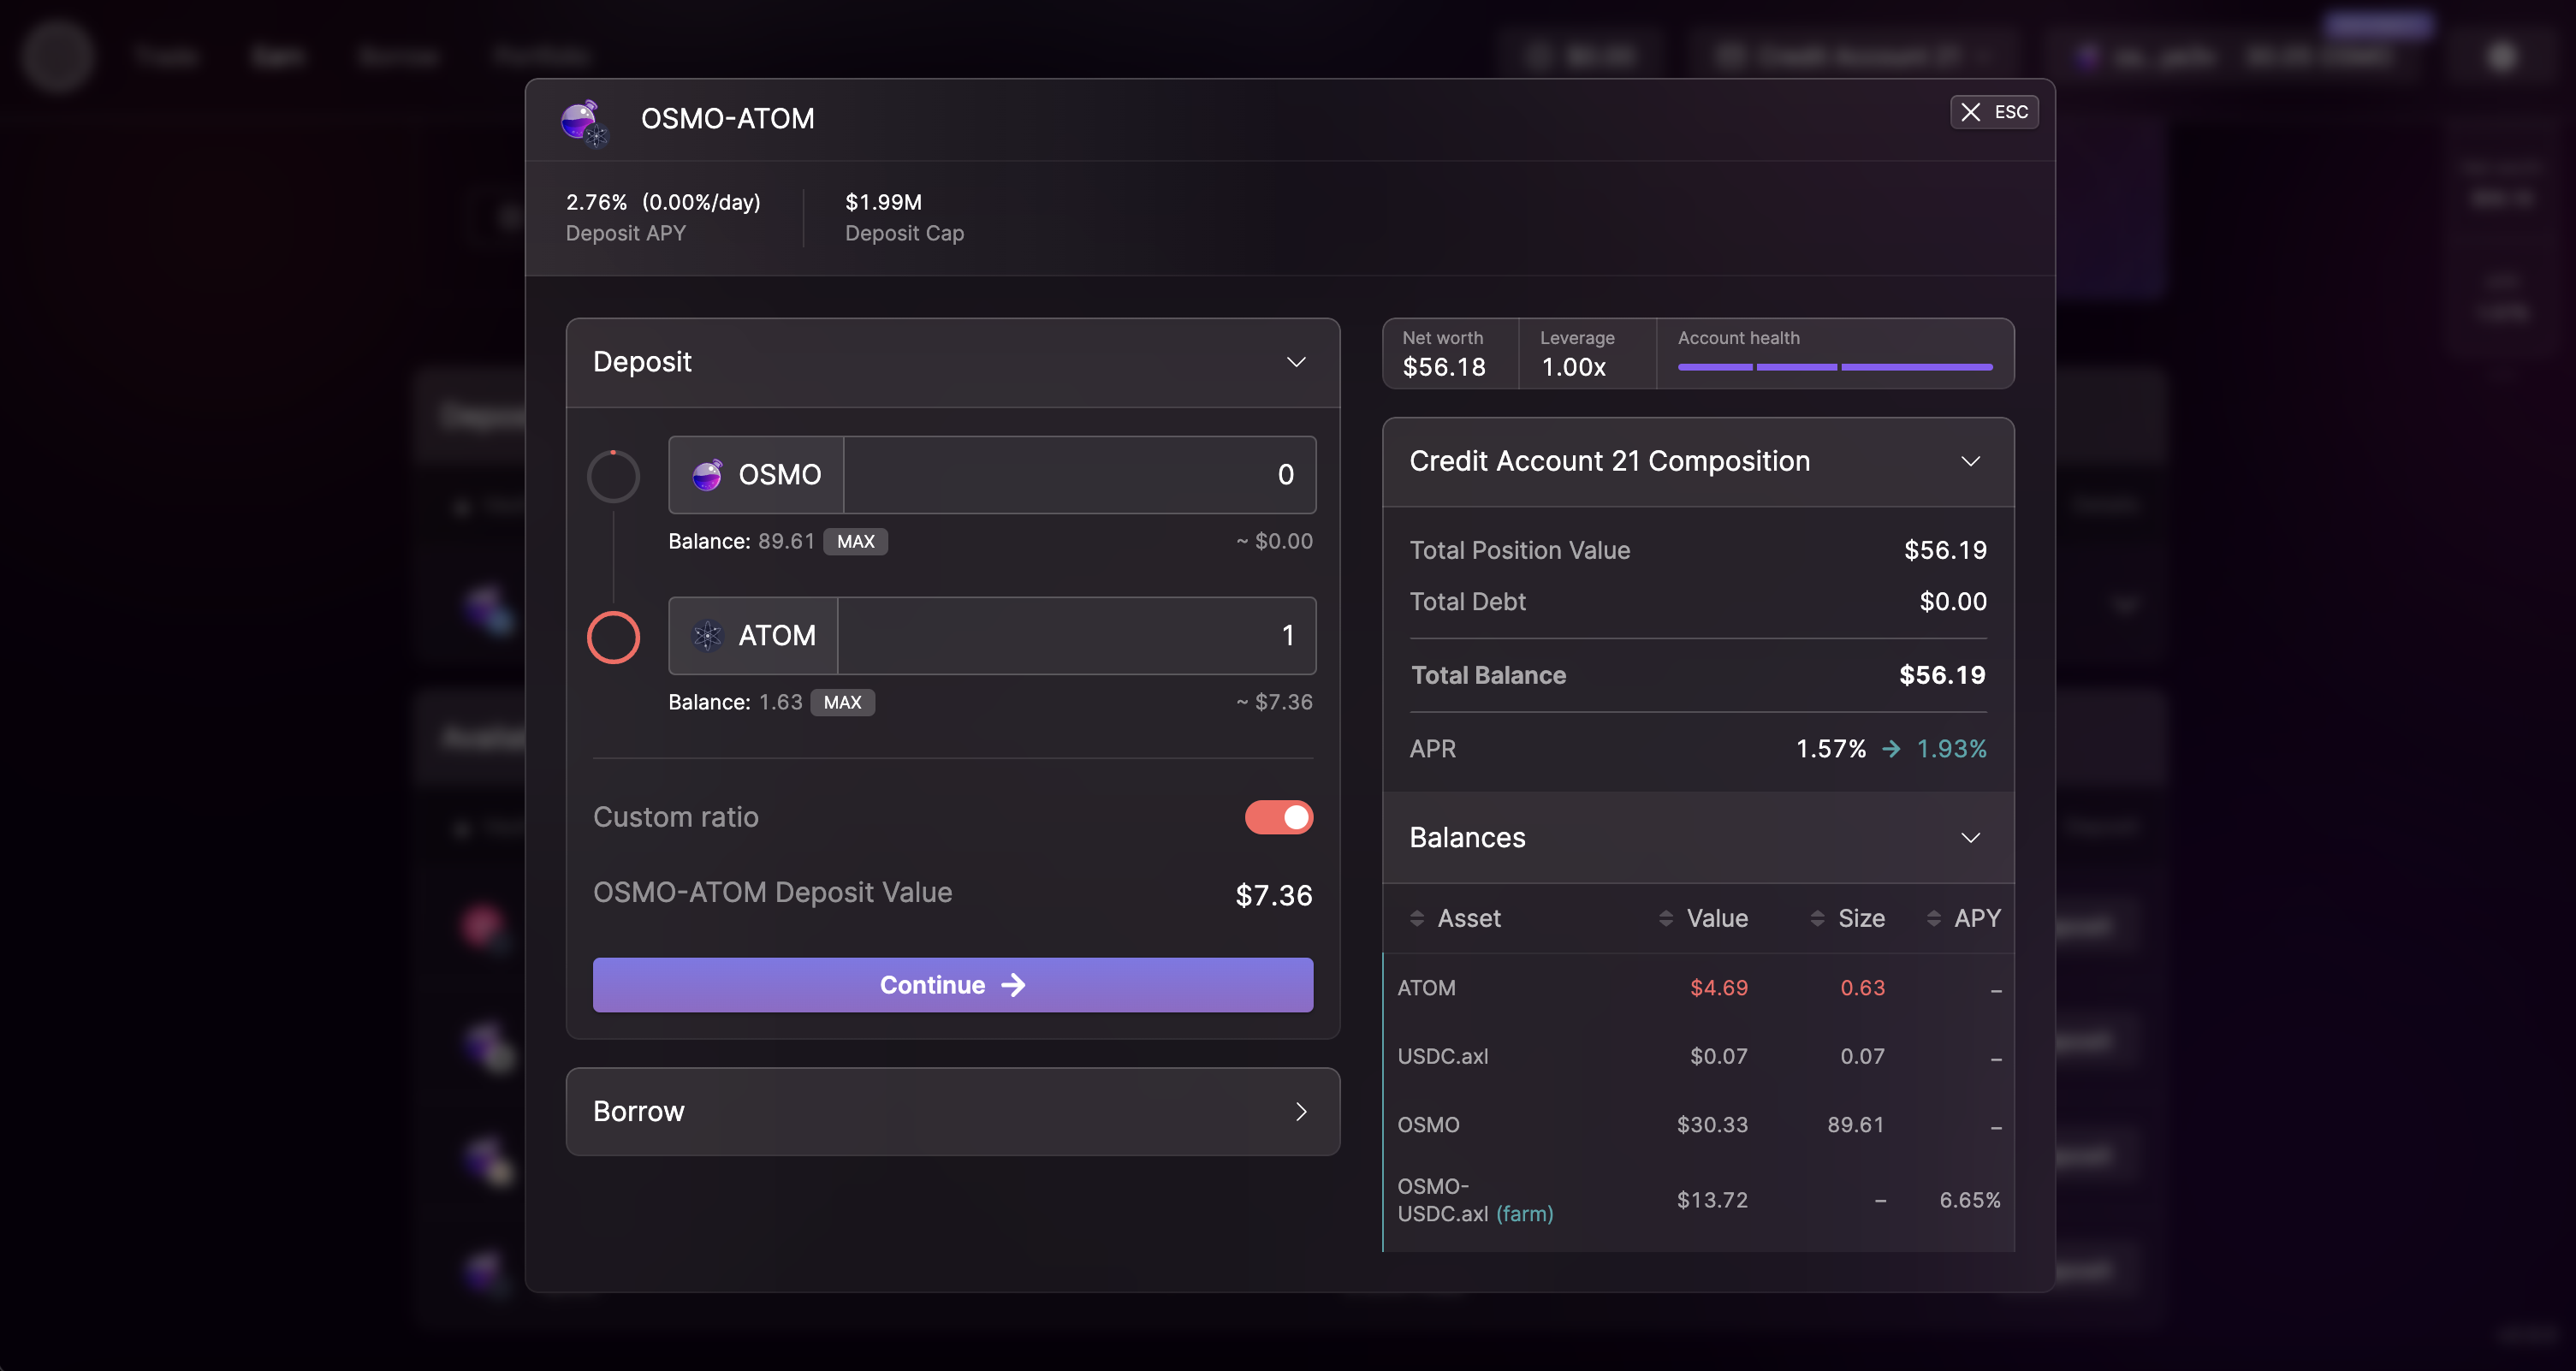 OSMO-ATOM
ESC
2.76% (0.00%/day)
Deposit APY
$1.99M
Deposit Cap
Deposit
OSMO
0
Balance: 89.61 MAX
~ $0.00
ATOM
1
Balance: 1.63 MAX
~ $7.36
Custom ratio
OSMO-ATOM Deposit Value
$7.36
Continue
Borrow
Net worth
$56.18
Leverage
1.00x
Account health
Credit Account 21 Composition
Total Position Value $56.19
Total Debt $0.00
Total Balance $56.19
APR 1.57% → 1.93%
Balances
Asset Value Size APY
ATOM $4.69 0.63 –
USDC.axl $0.07 0.07 –
OSMO $30.33 89.61 –
OSMO-
USDC.axl (farm) $13.72 – 6.65%